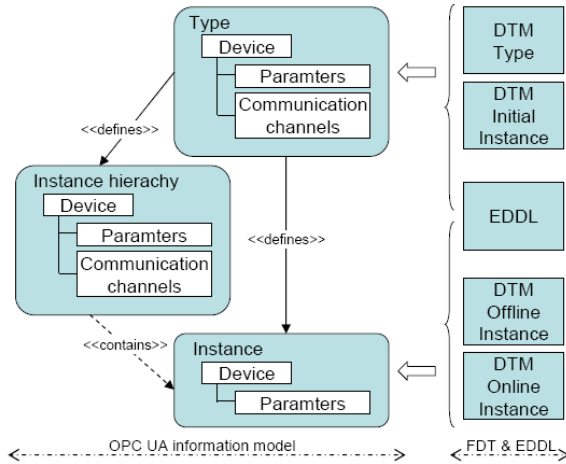 Type
Device
Paramters
Communication
channels
<<defines>>
Instance hierachy
Device
Paramters
Communication
channels
<<defines>>
<<contains>>
Instance
Device
Paramters
DTM
Type
DTM
Initial
Instance
EDDL
DTM
Offline
Instance
DTM
Online
Instance
OPC UA information model
FDT & EDDL